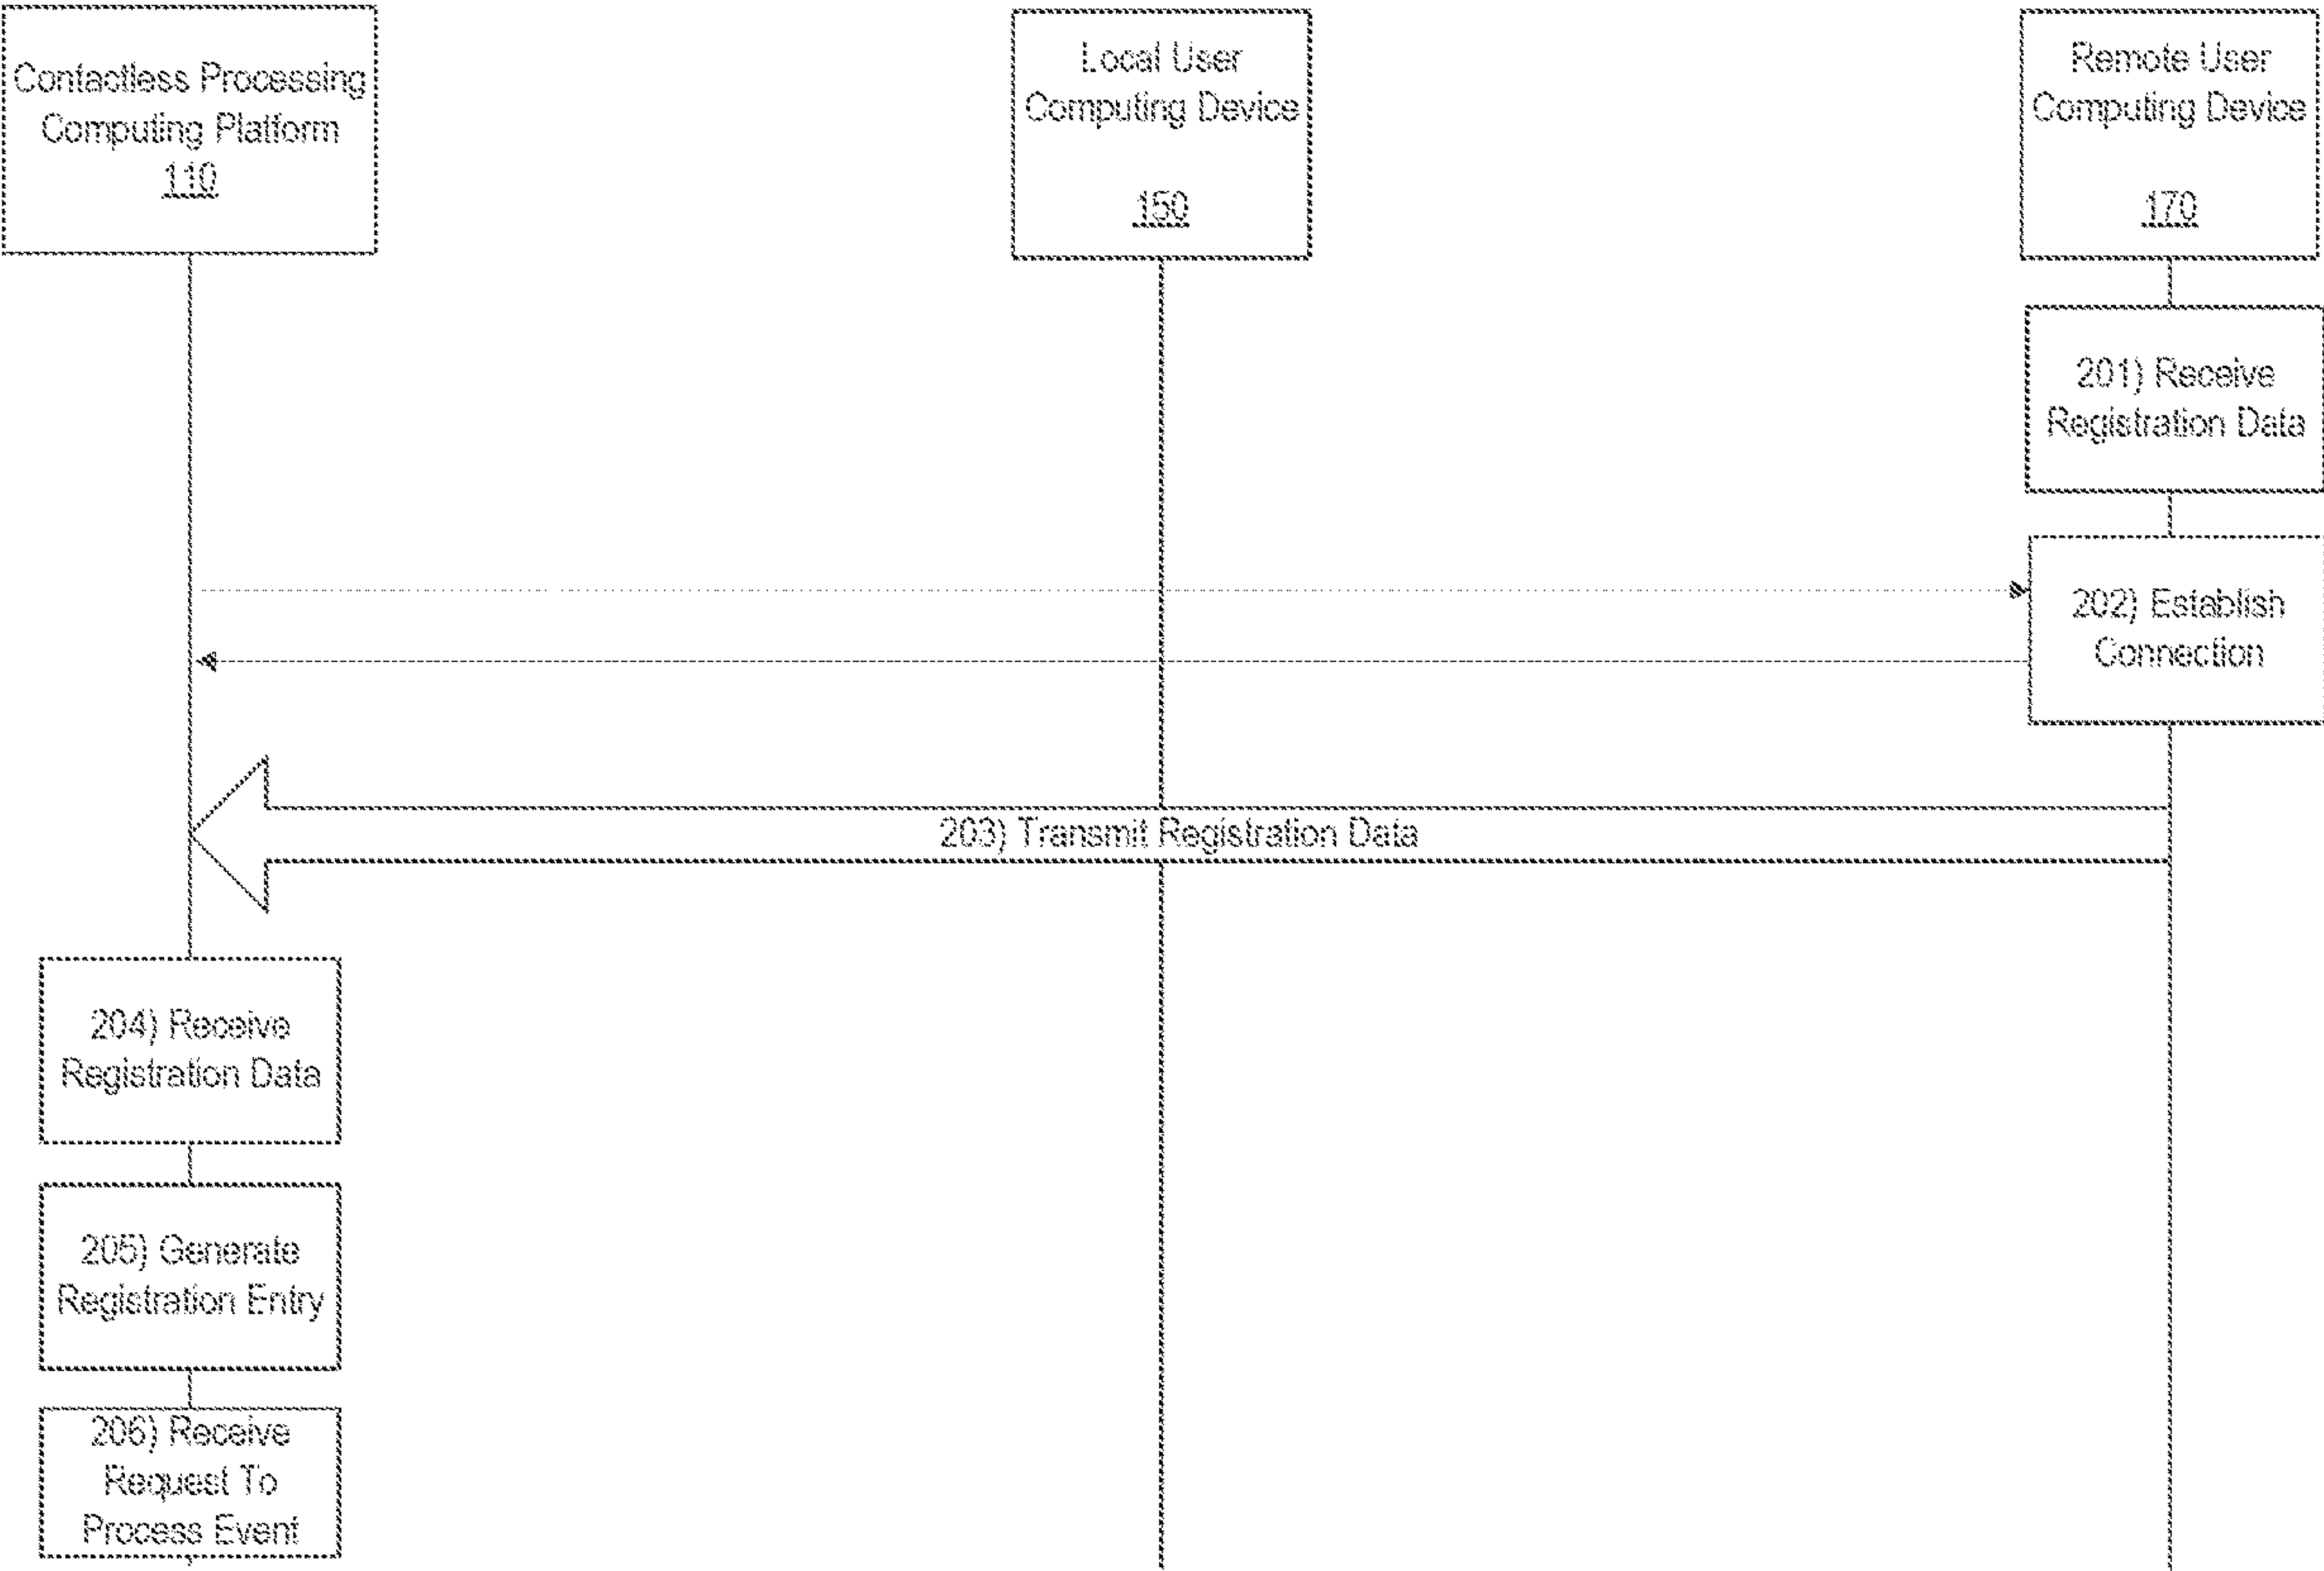 Contactless Processing
Computing Platform
110
Local User
Computing Device
150
Remote User
Computing Device
170
201) Receive
Registration Data
202) Establish
Connection
203) Transmit Registration Data
204) Receive
Registration Data
205) Generate
Registration Entry
206) Receive
Request To
Process Event